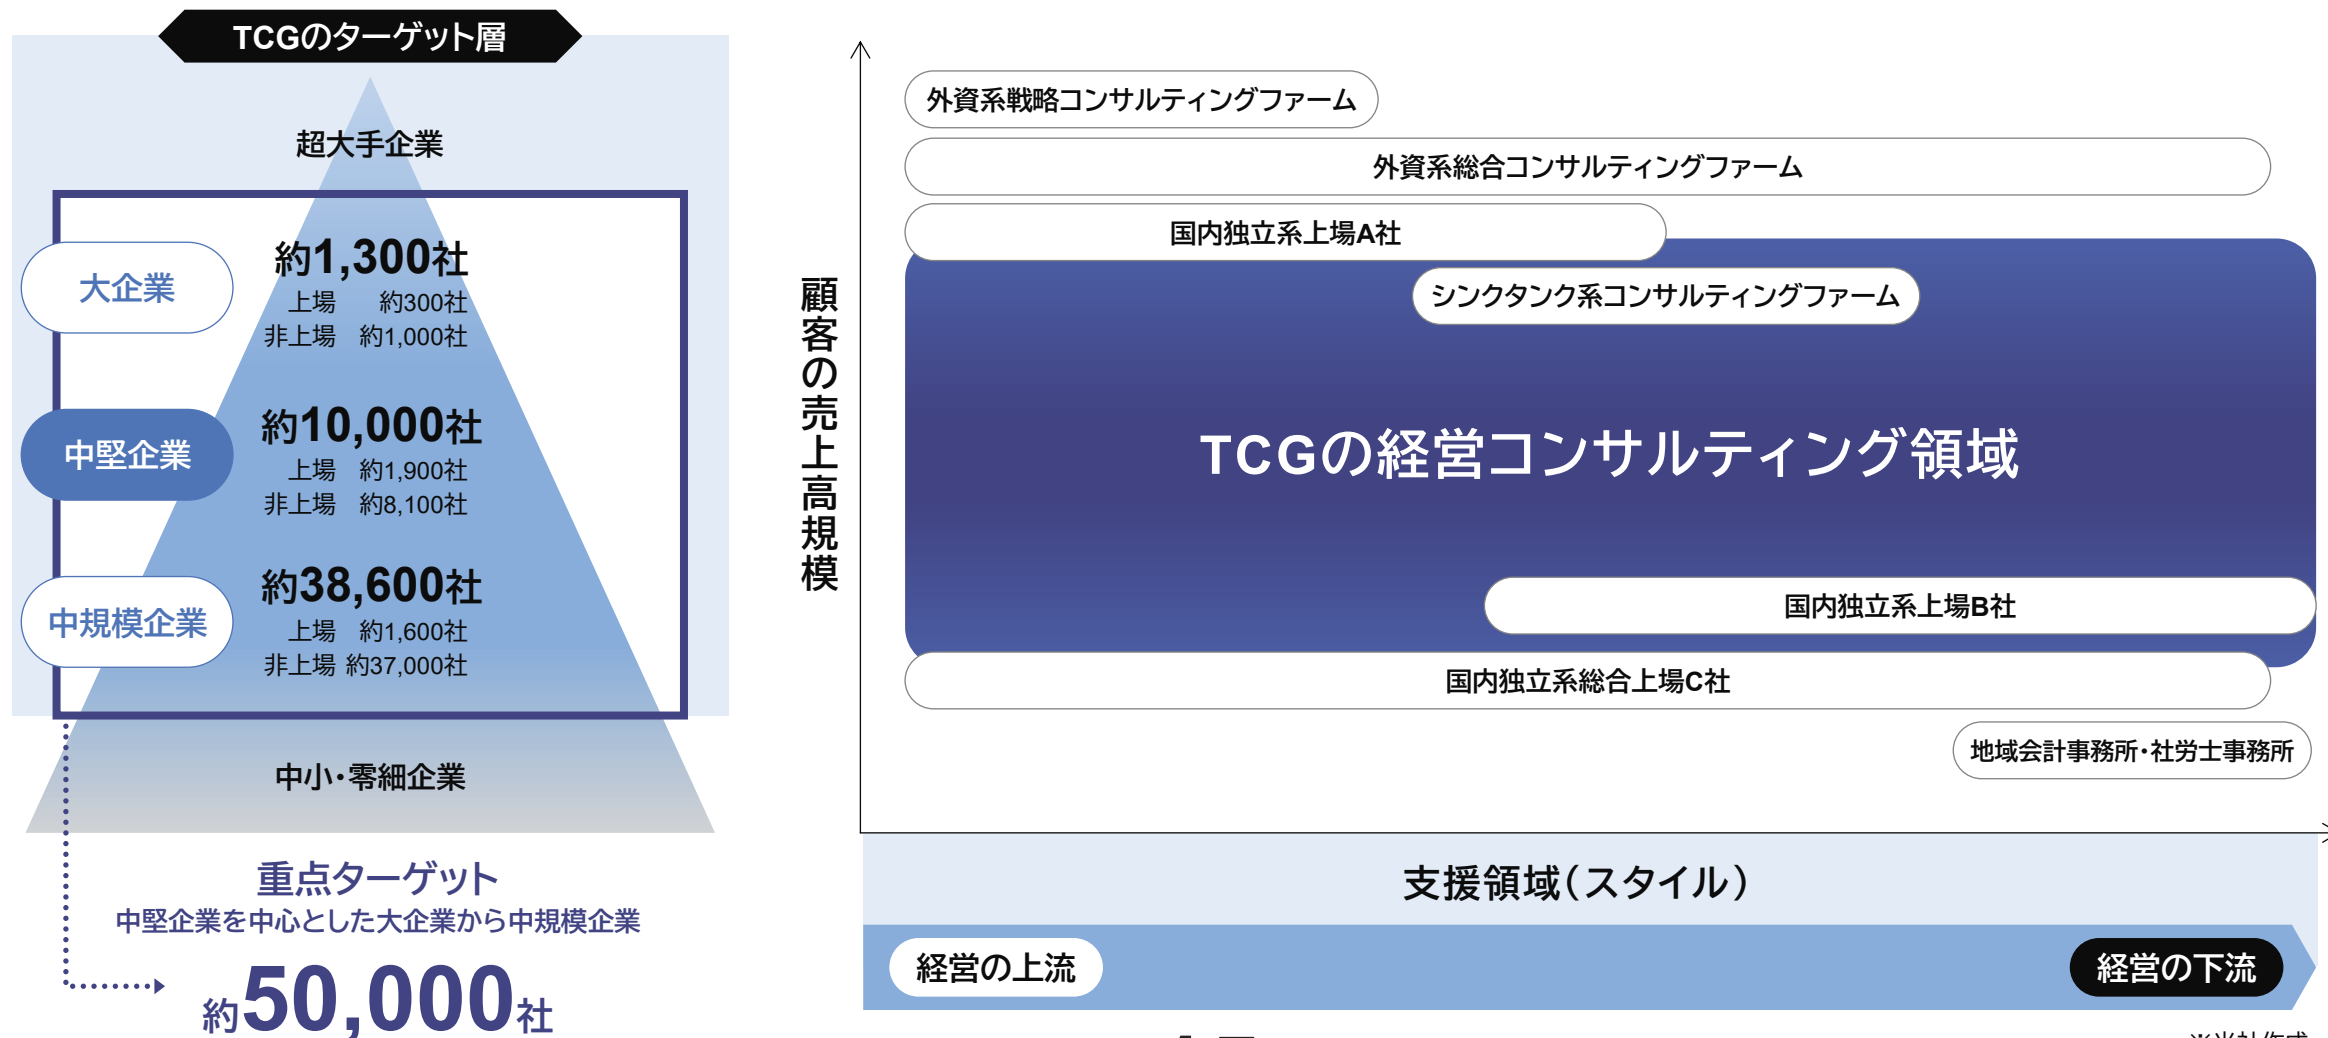 TCGのターゲット層
超大手企業
大企業
約1,300社
上場 約300社
非上場 約1,000社
中堅企業
約10,000社
上場 約1,900社
非上場 約8,100社
中規模企業
約38,600社
上場 約1,600社
非上場 約37,000社
中小・零細企業
重点ターゲット
中堅企業を中心とした大企業から中規模企業
約50,000社
顧客の売上高規模
外資系戦略コンサルティングファーム
外資系総合コンサルティングファーム
国内独立系上場A社
シンクタンク系コンサルティングファーム
TCGの経営コンサルティング領域
国内独立系上場B社
国内独立系総合上場C社
地域会計事務所・社労士事務所
支援領域（スタイル）
経営の上流
経営の下流